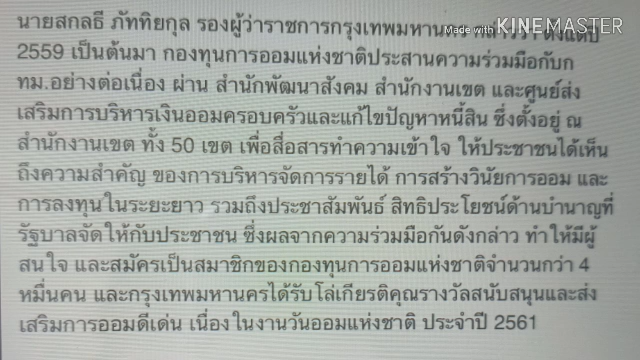 Made with KINEMASTER
นายสกลธี ภัททิยกุล รองผู้ว่าราชการกรุงเทพมหานคร
2559 เป็นต้นมา กองทุนการออมแห่งชาติประสานความร่วมมือกับก
ทม.อย่างต่อเนื่อง ผ่าน สำนักพัฒนาสังคม สำนักงานเขต และศูนย์ส่ง
เสริมการบริหารเงินออมครอบครัวและแก้ไขปัญหาหนี้สิน ซึ่งตั้งอยู่ ณ
สำนักงานเขต ทั้ง 50 เขต เพื่อสื่อสารทำความเข้าใจ ให้ประชาชนได้เห็น
ถึงความสำคัญ ของการบริหารจัดการรายได้ การสร้างวินัยการออม และ
การลงทุนในระยะยาว รวมถึงประชาสัมพันธ์ สิทธิประโยชน์ด้านบำนาญที่
รัฐบาลจัดให้กับประชาชน ซึ่งผลจากความร่วมมือกันดังกล่าว ทำให้มีผู้
สนใจ และสมัครเป็นสมาชิกของกองทุนการออมแห่งชาติจำนวนกว่า 4
หมื่นคน และกรุงเทพมหานครได้รับโล่เกียรติคุณรางวัลสนับสนุนและส่ง
เสริมการออมดีเด่น เนื่องในงานวันออมแห่งชาติ ประจำปี 2561